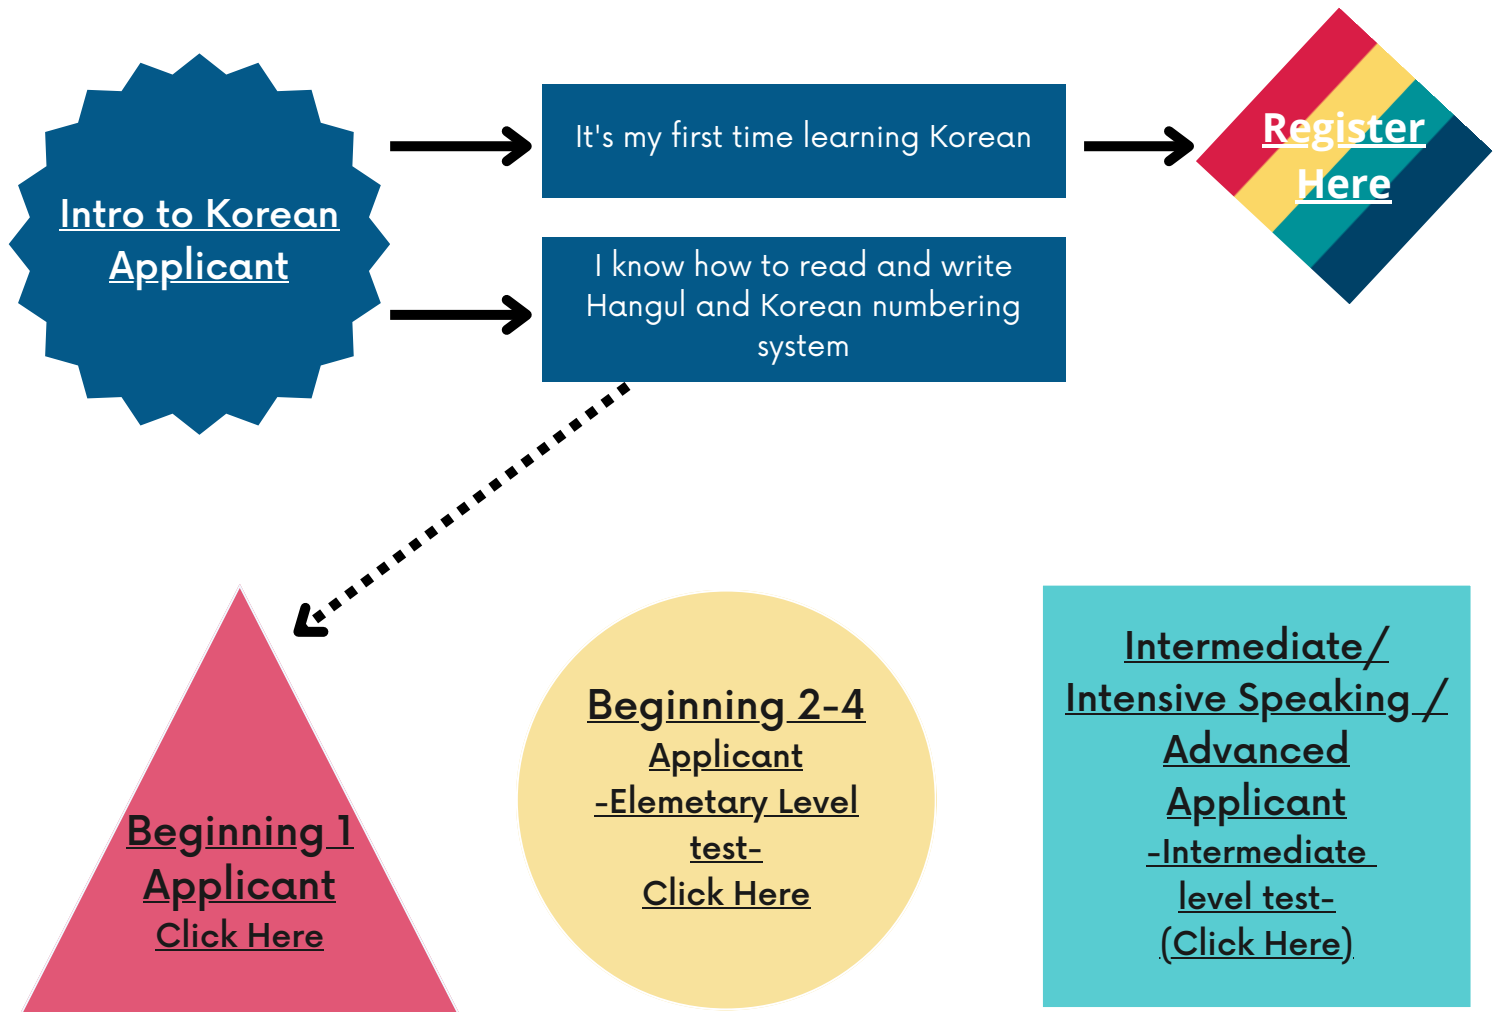 Intro to Korean
Applicant
It's my first time learning Korean
Register
Here
I know how to read and write
Hangul and Korean numbering
system
Beginning 1
Applicant
Click Here
Beginning 2-4
Applicant
-Elemetary Level
test-
Click Here
Intermediate/
Intensive Speaking /
Advanced
Applicant
-Intermediate
level test-
(Click Here)